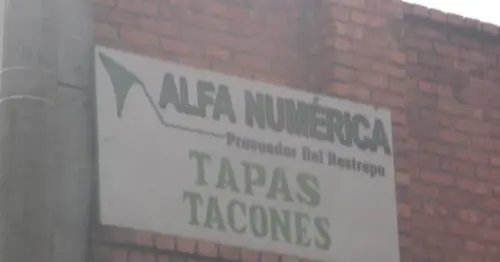 ALFA NUMÉRICA
Proveedor Del Restrepo
TAPAS
TACONES